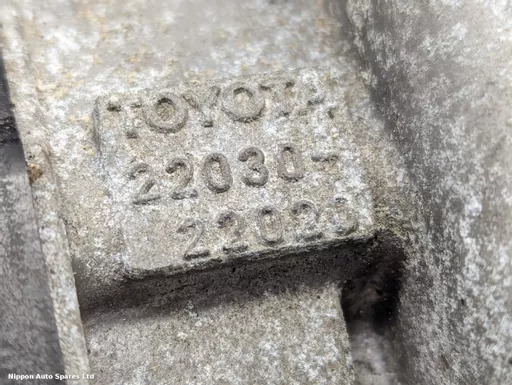 TOYOTA
22030-
22020
Nippon Auto Spares Ltd